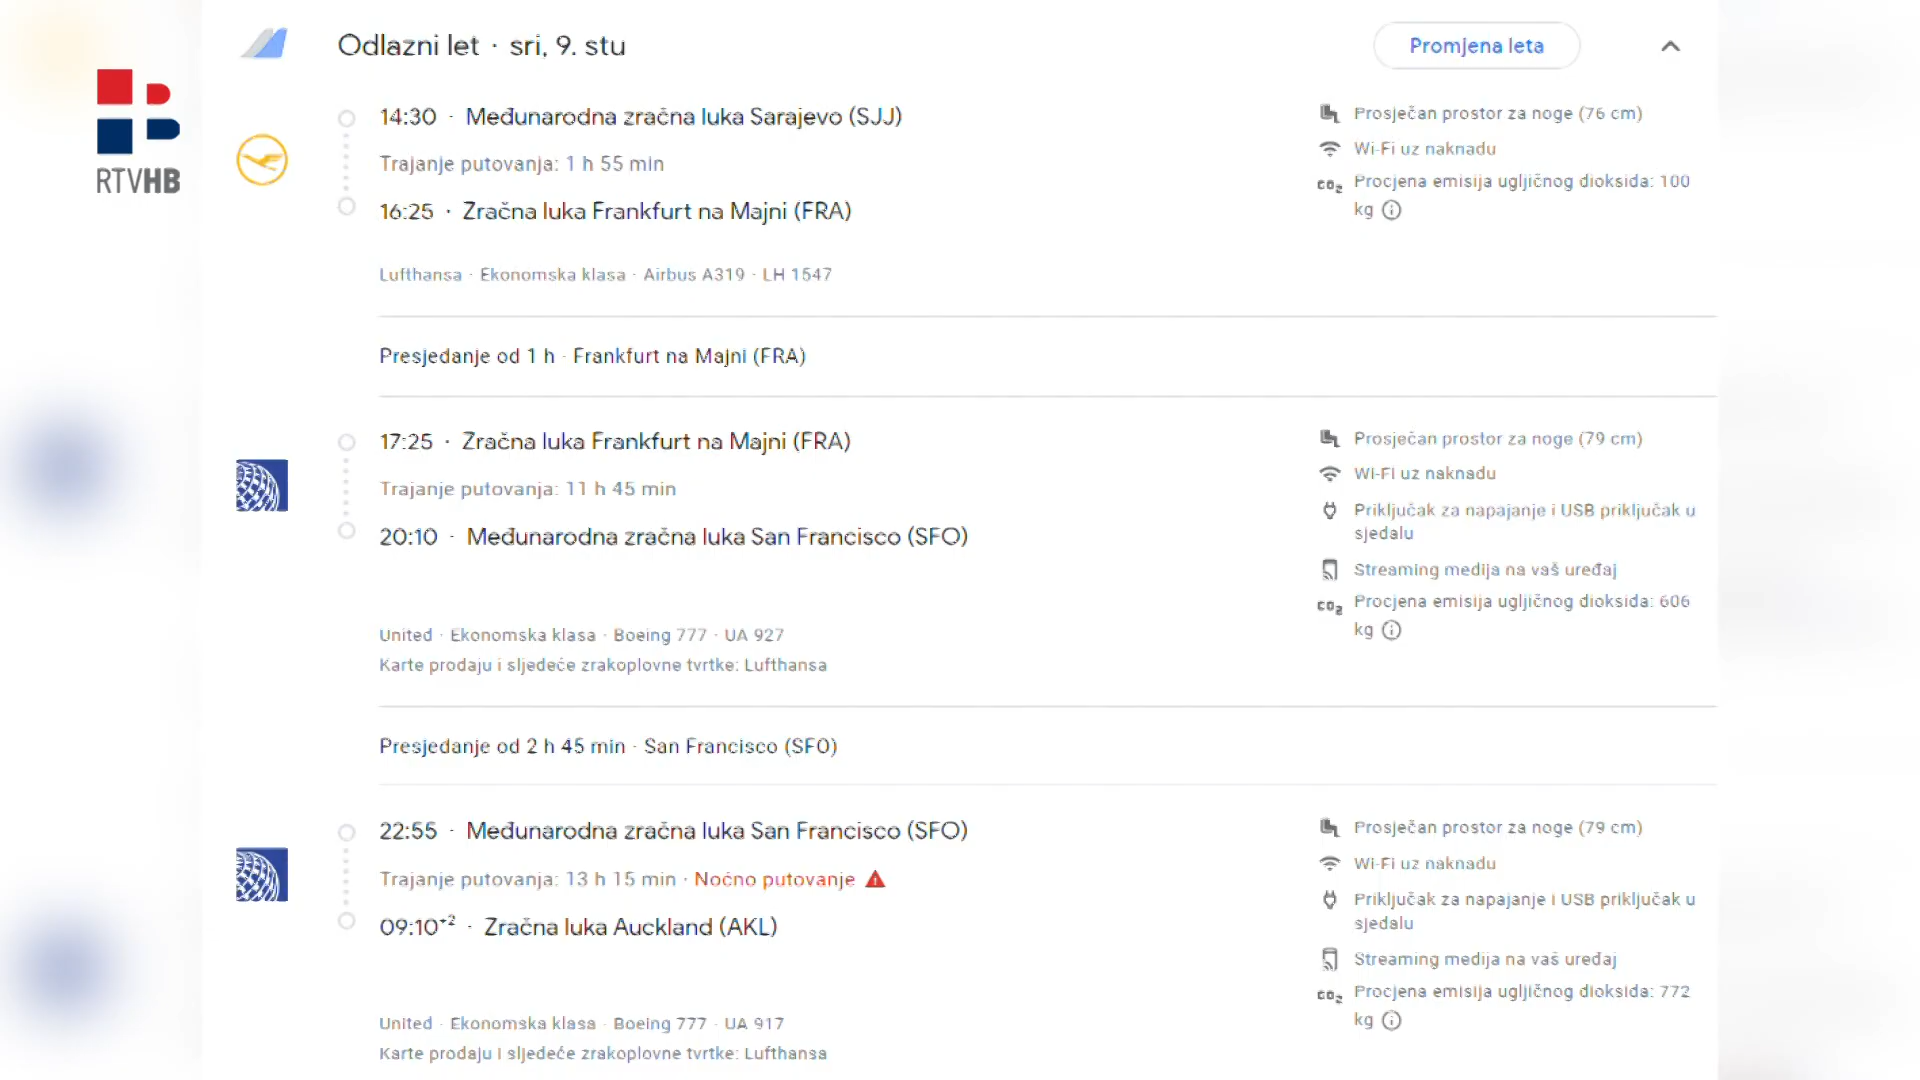 Odlazni let · sri, 9. stu
Promjena leta
RTVHB
14:30 · Međunarodna zračna luka Sarajevo (SJJ)
Trajanje putovanja: 1 h 55 min
16:25 · Zračna luka Frankfurt na Majni (FRA)
Lufthansa · Ekonomska klasa · Airbus A319 · LH 1547
Prosječan prostor za noge (76 cm)
Wi-Fi uz naknadu
CO2 Procjena emisija ugljičnog dioksida: 100
kg
Presjedanje od 1 h · Frankfurt na Majni (FRA)
17:25 · Zračna luka Frankfurt na Majni (FRA)
Trajanje putovanja: 11 h 45 min
20:10 · Međunarodna zračna luka San Francisco (SFO)
United · Ekonomska klasa · Boeing 777 · UA 927
Karte prodaju i sljedeće zrakoplovne tvrtke: Lufthansa
Prosječan prostor za noge (79 cm)
Wi-Fi uz naknadu
Priključak za napajanje i USB priključak u
sjedalu
Streaming medija na vaš uređaj
CO2 Procjena emisija ugljičnog dioksida: 606
kg
Presjedanje od 2 h 45 min · San Francisco (SFO)
22:55 · Međunarodna zračna luka San Francisco (SFO)
Trajanje putovanja: 13 h 15 min · Noćno putovanje
09:10+2 · Zračna luka Auckland (AKL)
United · Ekonomska klasa · Boeing 777 · UA 917
Karte prodaju i sljedeće zrakoplovne tvrtke: Lufthansa
Prosječan prostor za noge (79 cm)
Wi-Fi uz naknadu
Priključak za napajanje i USB priključak u
sjedalu
Streaming medija na vaš uređaj
CO2 Procjena emisija ugljičnog dioksida: 772
kg